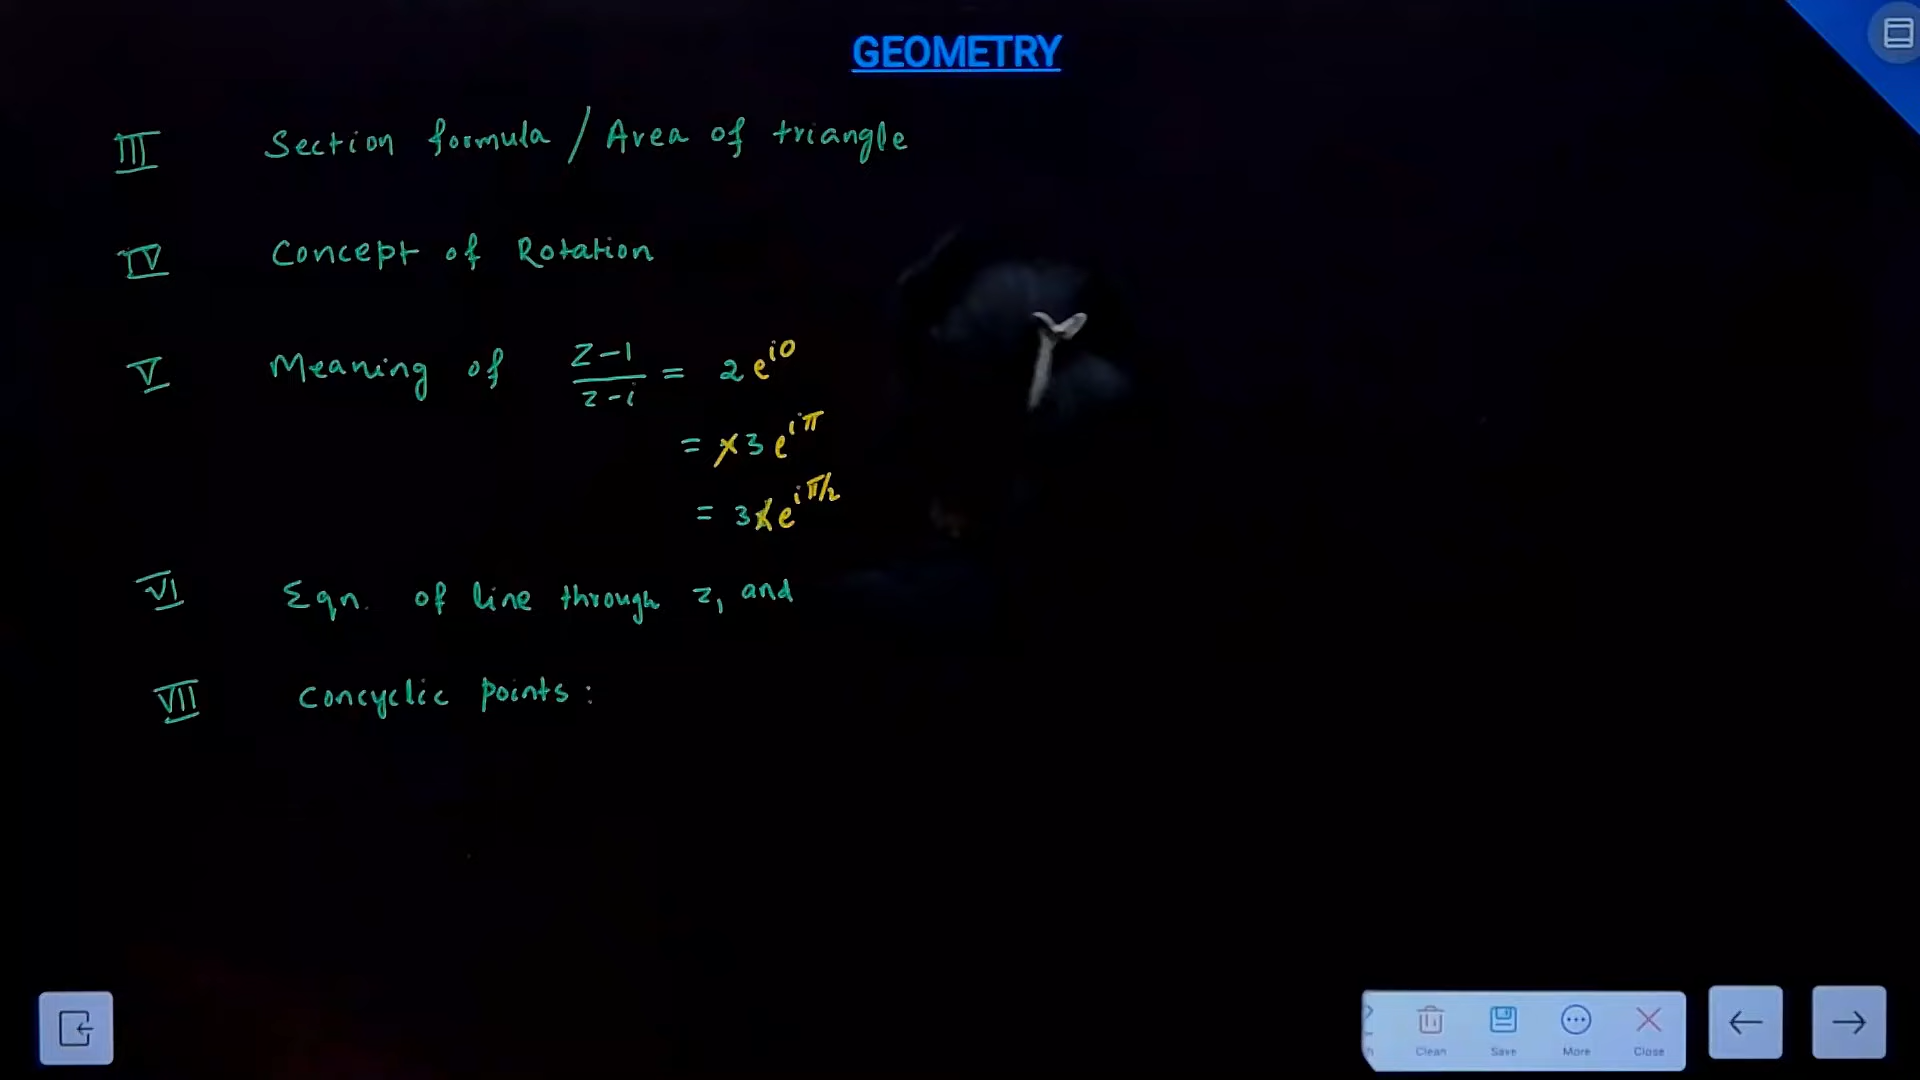 GEOMETRY
III Section formula / Area of triangle
IV Concept of Rotation
V Meaning of z-1/z-i = 2e^{i0}
= 3e^{iπ}
= 3e^{iπ/2}
VI Eqn. of line through z₁ and
VII Concyclic points:
Clean Save More Close